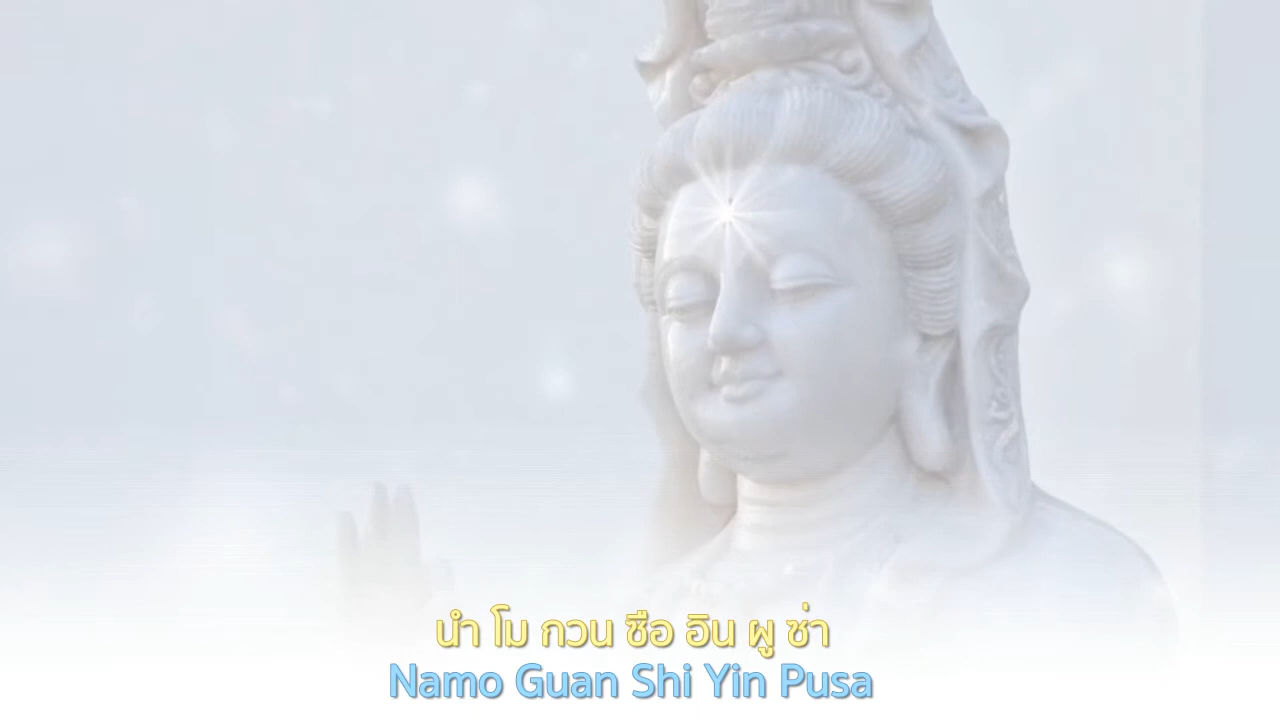 นำ โม กวน ซือ อิน ผู ซ่า
Namo Guan Shi Yin Pusa